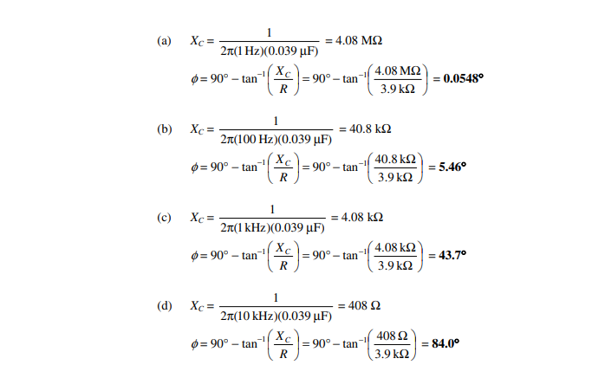 (a) X_C = 1 / 2π(1 Hz)(0.039 μF) = 4.08 MΩ
ϕ = 90° – tan⁻¹(X_C / R) = 90° – tan⁻¹(4.08 MΩ / 3.9 kΩ) = 0.0548°
(b) X_C = 1 / 2π(100 Hz)(0.039 μF) = 40.8 kΩ
ϕ = 90° – tan⁻¹(X_C / R) = 90° – tan⁻¹(40.8 kΩ / 3.9 kΩ) = 5.46°
(c) X_C = 1 / 2π(1 kHz)(0.039 μF) = 4.08 kΩ
ϕ = 90° – tan⁻¹(X_C / R) = 90° – tan⁻¹(4.08 kΩ / 3.9 kΩ) = 43.7°
(d) X_C = 1 / 2π(10 kHz)(0.039 μF) = 408 Ω
ϕ = 90° – tan⁻¹(X_C / R) = 90° – tan⁻¹(408 Ω / 3.9 kΩ) = 84.0°